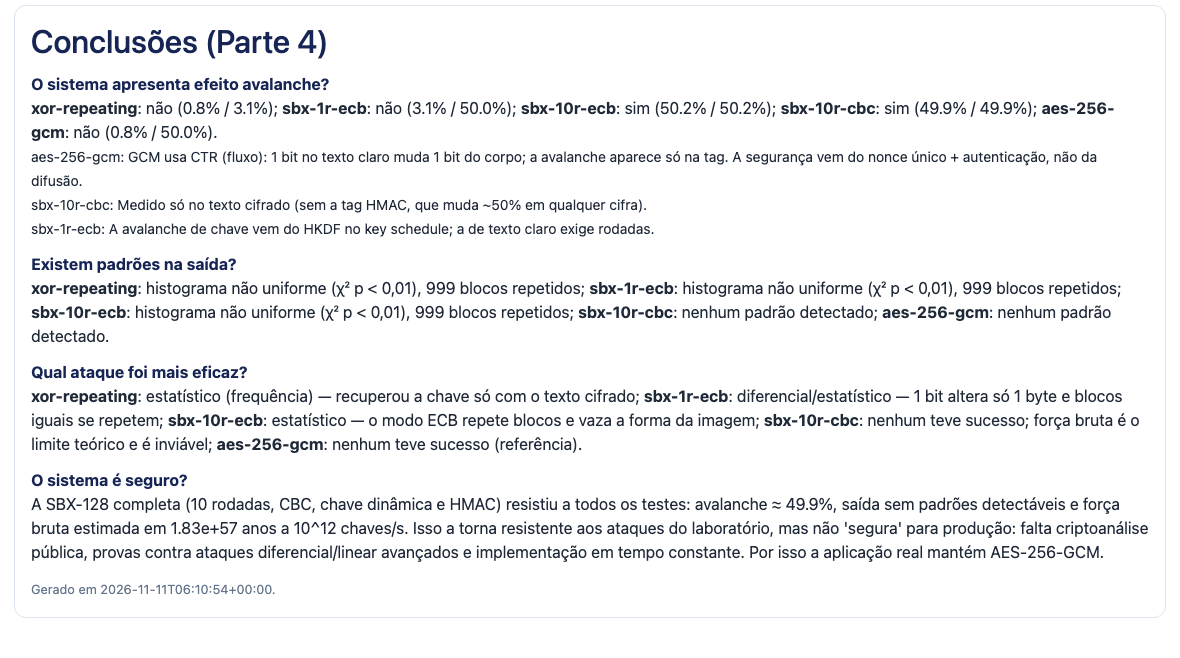 Conclusões (Parte 4)
O sistema apresenta efeito avalanche?
xor-repeating: não (0.8% / 3.1%); sbx-1r-ecb: não (3.1% / 50.0%); sbx-10r-ecb: sim (50.2% / 50.2%); sbx-10r-cbc: sim (49.9% / 49.9%); aes-256-
gcm: não (0.8% / 50.0%).
aes-256-gcm: GCM usa CTR (fluxo): 1 bit no texto claro muda 1 bit do corpo; a avalanche aparece só na tag. A segurança vem do nonce único + autenticação, não da
difusão.
sbx-10r-cbc: Medido só no texto cifrado (sem a tag HMAC, que muda ~50% em qualquer cifra).
sbx-1r-ecb: A avalanche de chave vem do HKDF no key schedule; a de texto claro exige rodadas.
Existem padrões na saída?
xor-repeating: histograma não uniforme (χ² p < 0,01), 999 blocos repetidos; sbx-1r-ecb: histograma não uniforme (χ² p < 0,01), 999 blocos repetidos;
sbx-10r-ecb: histograma não uniforme (χ² p < 0,01), 999 blocos repetidos; sbx-10r-cbc: nenhum padrão detectado; aes-256-gcm: nenhum padrão
detectado.
Qual ataque foi mais eficaz?
xor-repeating: estatístico (frequência) — recuperou a chave só com o texto cifrado; sbx-1r-ecb: diferencial/estatístico — 1 bit altera só 1 byte e blocos
iguais se repetem; sbx-10r-ecb: estatístico — o modo ECB repete blocos e vaza a forma da imagem; sbx-10r-cbc: nenhum teve sucesso; força bruta é o
limite teórico e é inviável; aes-256-gcm: nenhum teve sucesso (referência).
O sistema é seguro?
A SBX-128 completa (10 rodadas, CBC, chave dinâmica e HMAC) resistiu a todos os testes: avalanche ≈ 49.9%, saída sem padrões detectáveis e força
bruta estimada em 1.83e+57 anos a 10^12 chaves/s. Isso a torna resistente aos ataques do laboratório, mas não 'segura' para produção: falta criptoanálise
pública, provas contra ataques diferencial/linear avançados e implementação em tempo constante. Por isso a aplicação real mantém AES-256-GCM.
Gerado em 2026-11-11T06:10:54+00:00.